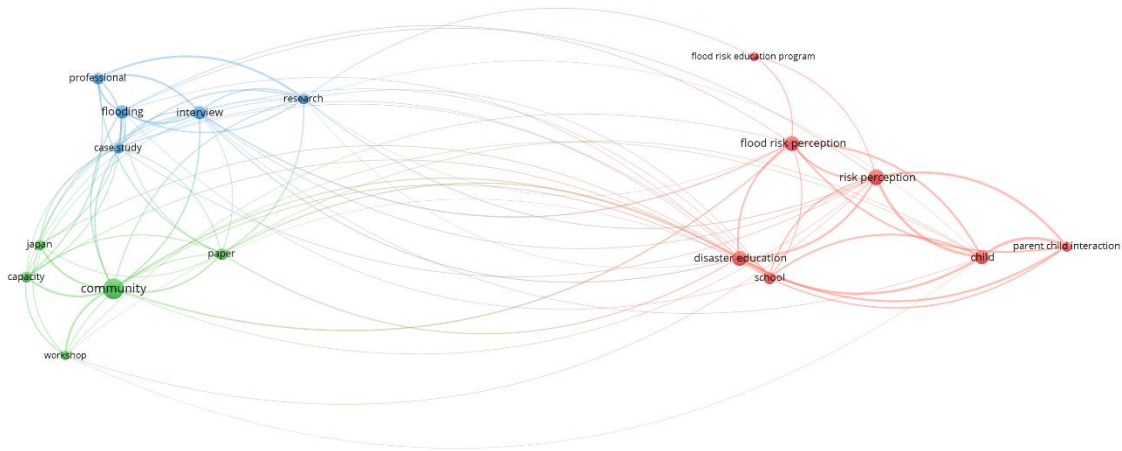 flood risk education program
professional
research
flooding
interview
case study
flood risk perception
risk perception
japan
paper
parent child interaction
disaster education
child
capacity
school
community
workshop